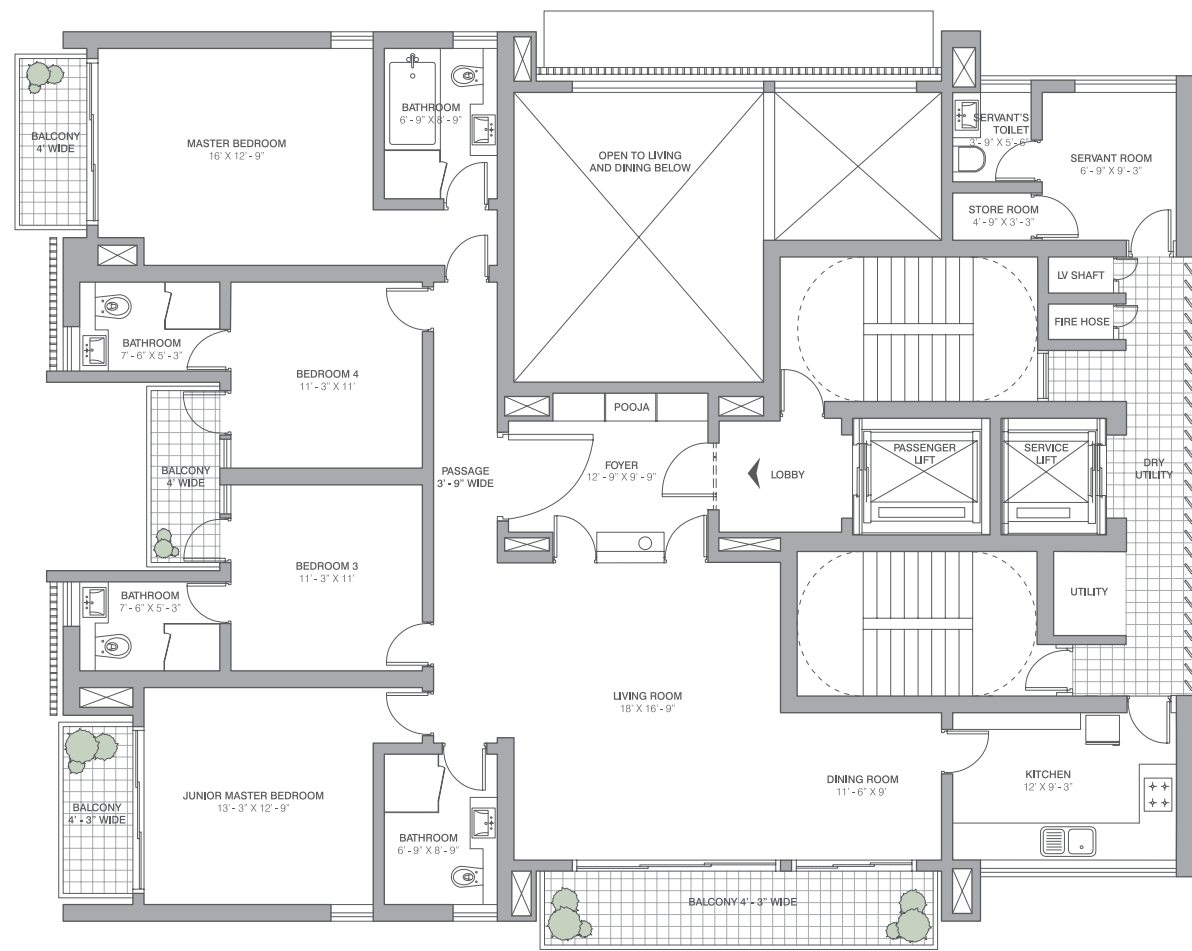 BATHROOM
6' - 9" X 8' - 9"
MASTER BEDROOM
16' X 12' - 9"
BALCONY
4' WIDE
OPEN TO LIVING
AND DINING BELOW
SERVANT'S
TOILET
3' - 9" X 5' - 6"
SERVANT ROOM
6' - 9" X 9' - 3"
STORE ROOM
4' - 9" X 3' - 3"
LV SHAFT
FIRE HOSE
BATHROOM
7' - 6" X 5' - 3"
BEDROOM 4
11' - 3" X 11'
POOJA
BALCONY
4' WIDE
PASSAGE
3' - 9" WIDE
FOYER
12' - 9" X 9' - 9"
LOBBY
PASSENGER
LIFT
SERVICE
LIFT
DRY
UTILITY
BEDROOM 3
11' - 3" X 11'
BATHROOM
7' - 6" X 5' - 3"
UTILITY
LIVING ROOM
18' X 16' - 9"
JUNIOR MASTER BEDROOM
13' - 3" X 12' - 9"
BALCONY
4' - 3" WIDE
BATHROOM
6' - 9" X 8' - 9"
DINING ROOM
11' - 6" X 9'
KITCHEN
12' X 9' - 3"
BALCONY 4' - 3" WIDE